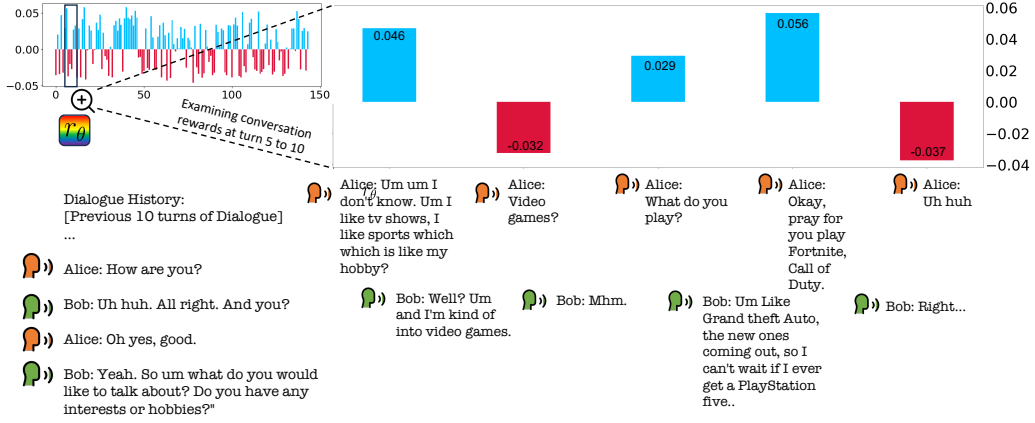 0.05
0.00
−0.05
0
50
100
150
r_θ
Examining conversation
rewards at turn 5 to 10
0.046
-0.032
0.029
0.056
-0.037
0.06
0.04
0.02
0.00
−0.02
−0.04
Dialogue History:
[Previous 10 turns of Dialogue]
...
Alice: How are you?
Bob: Uh huh. All right. And you?
Alice: Oh yes, good.
Bob: Yeah. So um what do you would
like to talk about? Do you have any
interests or hobbies?"
Alice: Um um I
don't know. Um I
like tv shows, I
like sports which
which is like my
hobby?
r_θ
Bob: Well? Um
and I'm kind of
into video games.
Alice:
Video
games?
Bob: Mhm.
Alice:
What do you
play?
Bob: Um Like
Grand theft Auto,
the new ones
coming out, so I
can't wait if I ever
get a PlayStation
five..
Alice:
Okay,
pray for
you play
Fortnite,
Call of
Duty.
Bob: Right...
Alice:
Uh huh